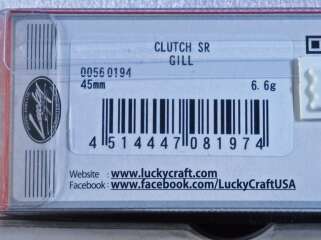 CLUTCH SR
GILL
00560194
45mm 6.6g
4 514447 081974
Website : www.luckycraft.com
Facebook : www.facebook.com/LuckyCraftUSA